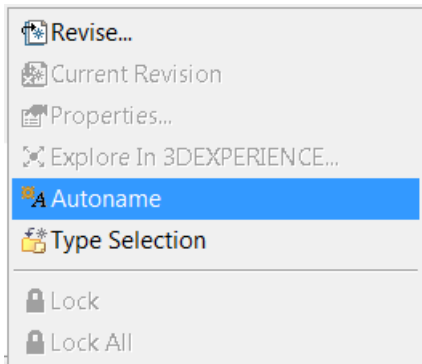 Revise...
Current Revision
Properties...
Explore In 3DEXPERIENCE...
Autoname
Type Selection
Lock
Lock All